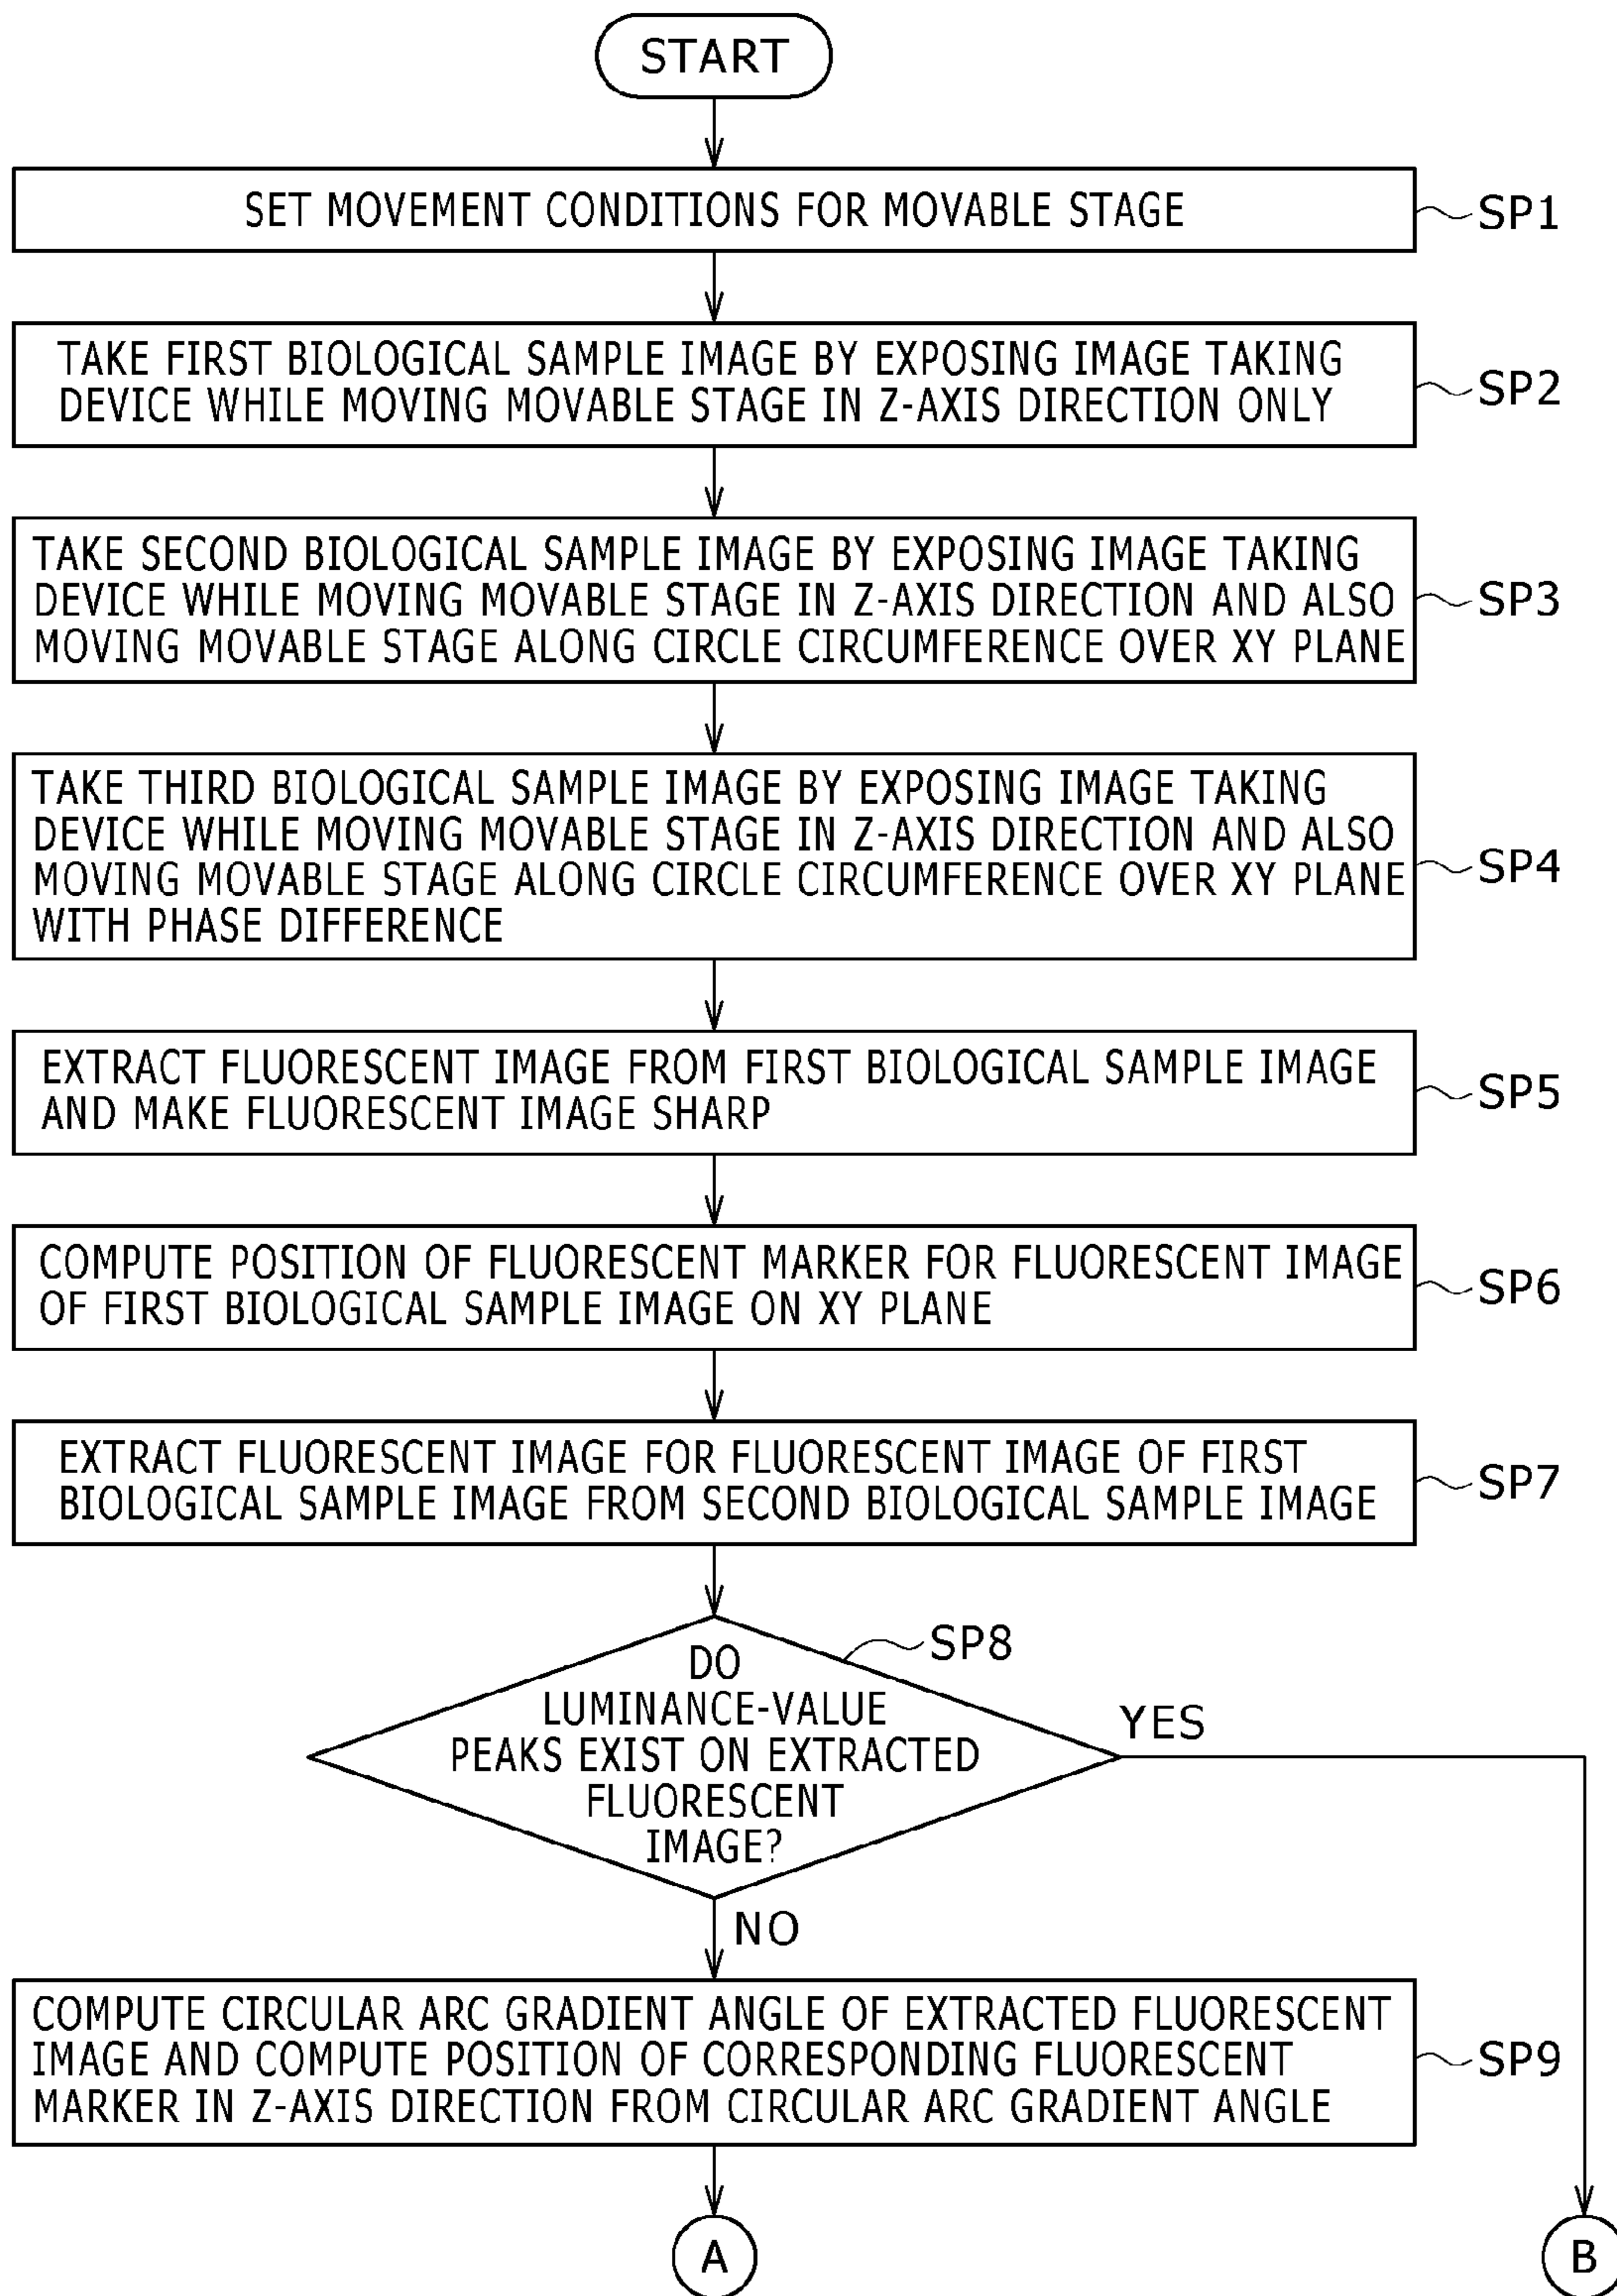 START
SET MOVEMENT CONDITIONS FOR MOVABLE STAGE
SP1
TAKE FIRST BIOLOGICAL SAMPLE IMAGE BY EXPOSING IMAGE TAKING
DEVICE WHILE MOVING MOVABLE STAGE IN Z-AXIS DIRECTION ONLY
SP2
TAKE SECOND BIOLOGICAL SAMPLE IMAGE BY EXPOSING IMAGE TAKING
DEVICE WHILE MOVING MOVABLE STAGE IN Z-AXIS DIRECTION AND ALSO
MOVING MOVABLE STAGE ALONG CIRCLE CIRCUMFERENCE OVER XY PLANE
SP3
TAKE THIRD BIOLOGICAL SAMPLE IMAGE BY EXPOSING IMAGE TAKING
DEVICE WHILE MOVING MOVABLE STAGE IN Z-AXIS DIRECTION AND ALSO
MOVING MOVABLE STAGE ALONG CIRCLE CIRCUMFERENCE OVER XY PLANE
WITH PHASE DIFFERENCE
SP4
EXTRACT FLUORESCENT IMAGE FROM FIRST BIOLOGICAL SAMPLE IMAGE
AND MAKE FLUORESCENT IMAGE SHARP
SP5
COMPUTE POSITION OF FLUORESCENT MARKER FOR FLUORESCENT IMAGE
OF FIRST BIOLOGICAL SAMPLE IMAGE ON XY PLANE
SP6
EXTRACT FLUORESCENT IMAGE FOR FLUORESCENT IMAGE OF FIRST
BIOLOGICAL SAMPLE IMAGE FROM SECOND BIOLOGICAL SAMPLE IMAGE
SP7
SP8
DO
LUMINANCE-VALUE
PEAKS EXIST ON EXTRACTED
FLUORESCENT
IMAGE?
YES
NO
COMPUTE CIRCULAR ARC GRADIENT ANGLE OF EXTRACTED FLUORESCENT
IMAGE AND COMPUTE POSITION OF CORRESPONDING FLUORESCENT
MARKER IN Z-AXIS DIRECTION FROM CIRCULAR ARC GRADIENT ANGLE
SP9
A
B